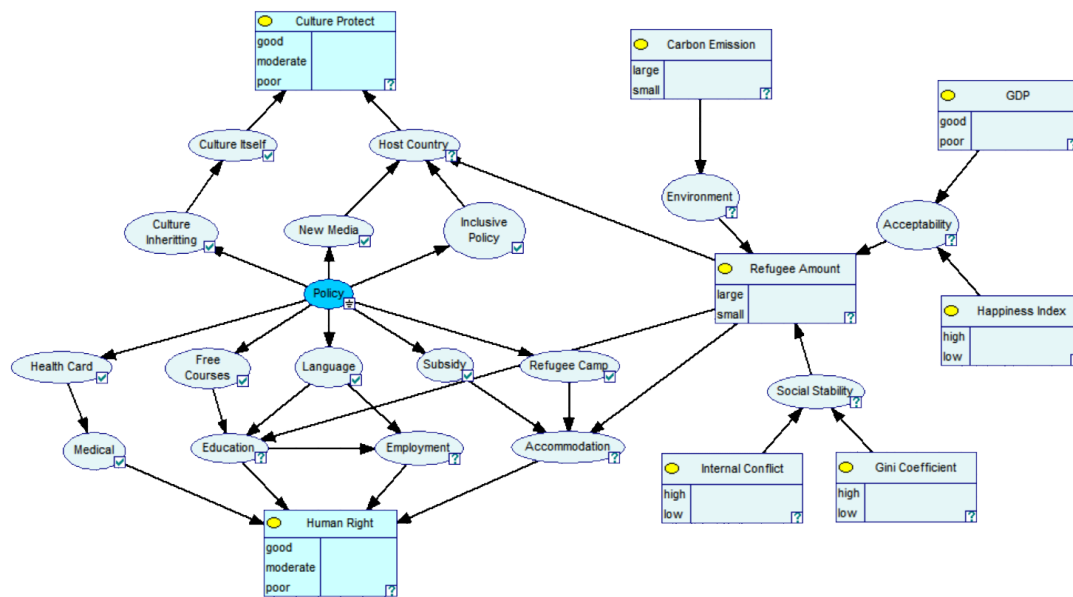 Culture Protect
good
moderate
poor
?
Carbon Emission
large
small
?
GDP
good
poor
?
Culture Itself
Host Country
?
Environment
?
Acceptability
?
Culture
Inheritting
New Media
Inclusive
Policy
Refugee Amount
large
small
?
Policy
Happiness Index
high
low
?
Health Card
Free
Courses
Language
Subsidy
Refugee Camp
Social Stability
?
Medical
Education
?
Employment
?
Accommodation
?
Internal Conflict
high
low
?
Gini Coefficient
high
low
?
Human Right
good
moderate
poor
?